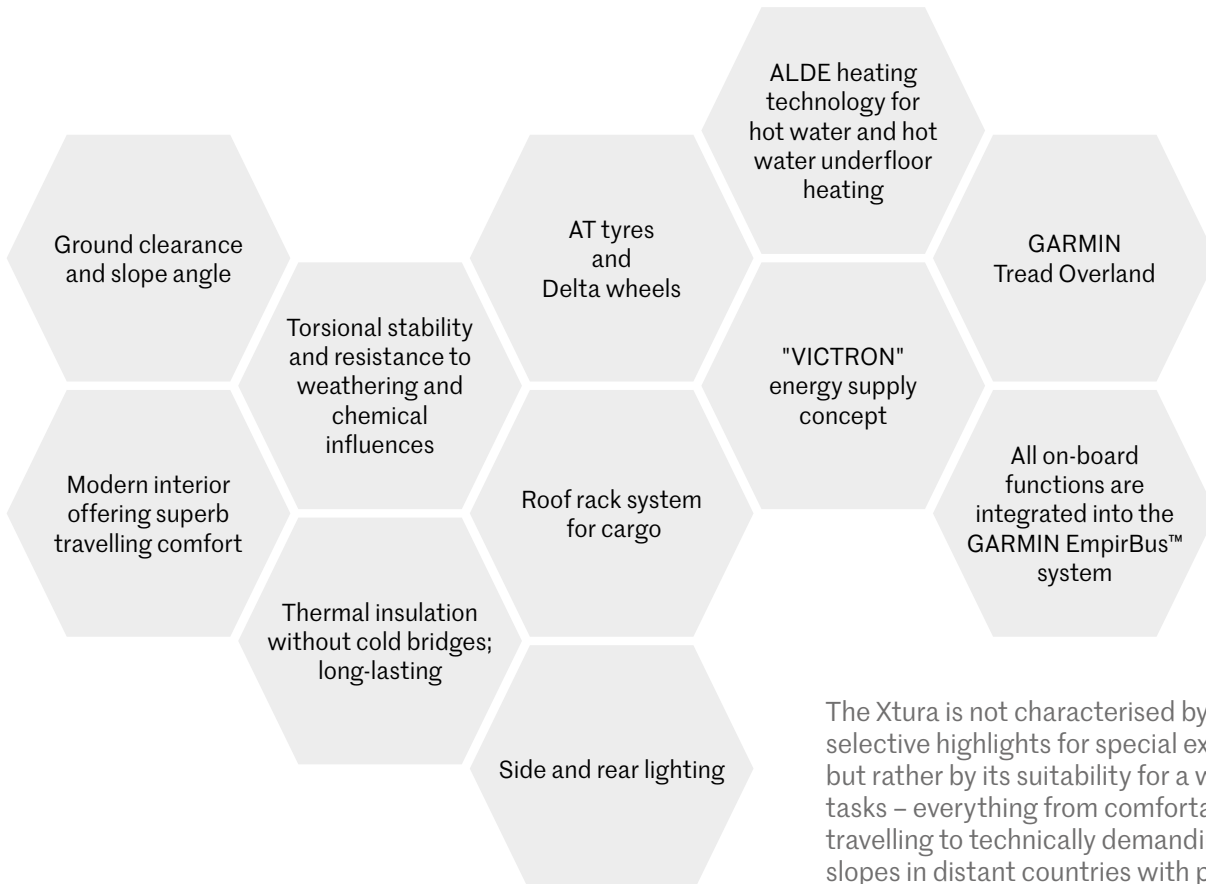 ALDE heating
technology for
hot water and hot
water underfloor
heating
Ground clearance
and slope angle
AT tyres
and
Delta wheels
GARMIN
Tread Overland
Torsional stability
and resistance to
weathering and
chemical
influences
"VICTRON"
energy supply
concept
Modern interior
offering superb
travelling comfort
Roof rack system
for cargo
All on-board
functions are
integrated into the
GARMIN EmpirBus™
system
Thermal insulation
without cold bridges;
long-lasting
Side and rear lighting
The Xtura is not characterised by
selective highlights for special
but rather by its suitability for a
tasks – everything from
travelling to technically
slopes in distant countries with